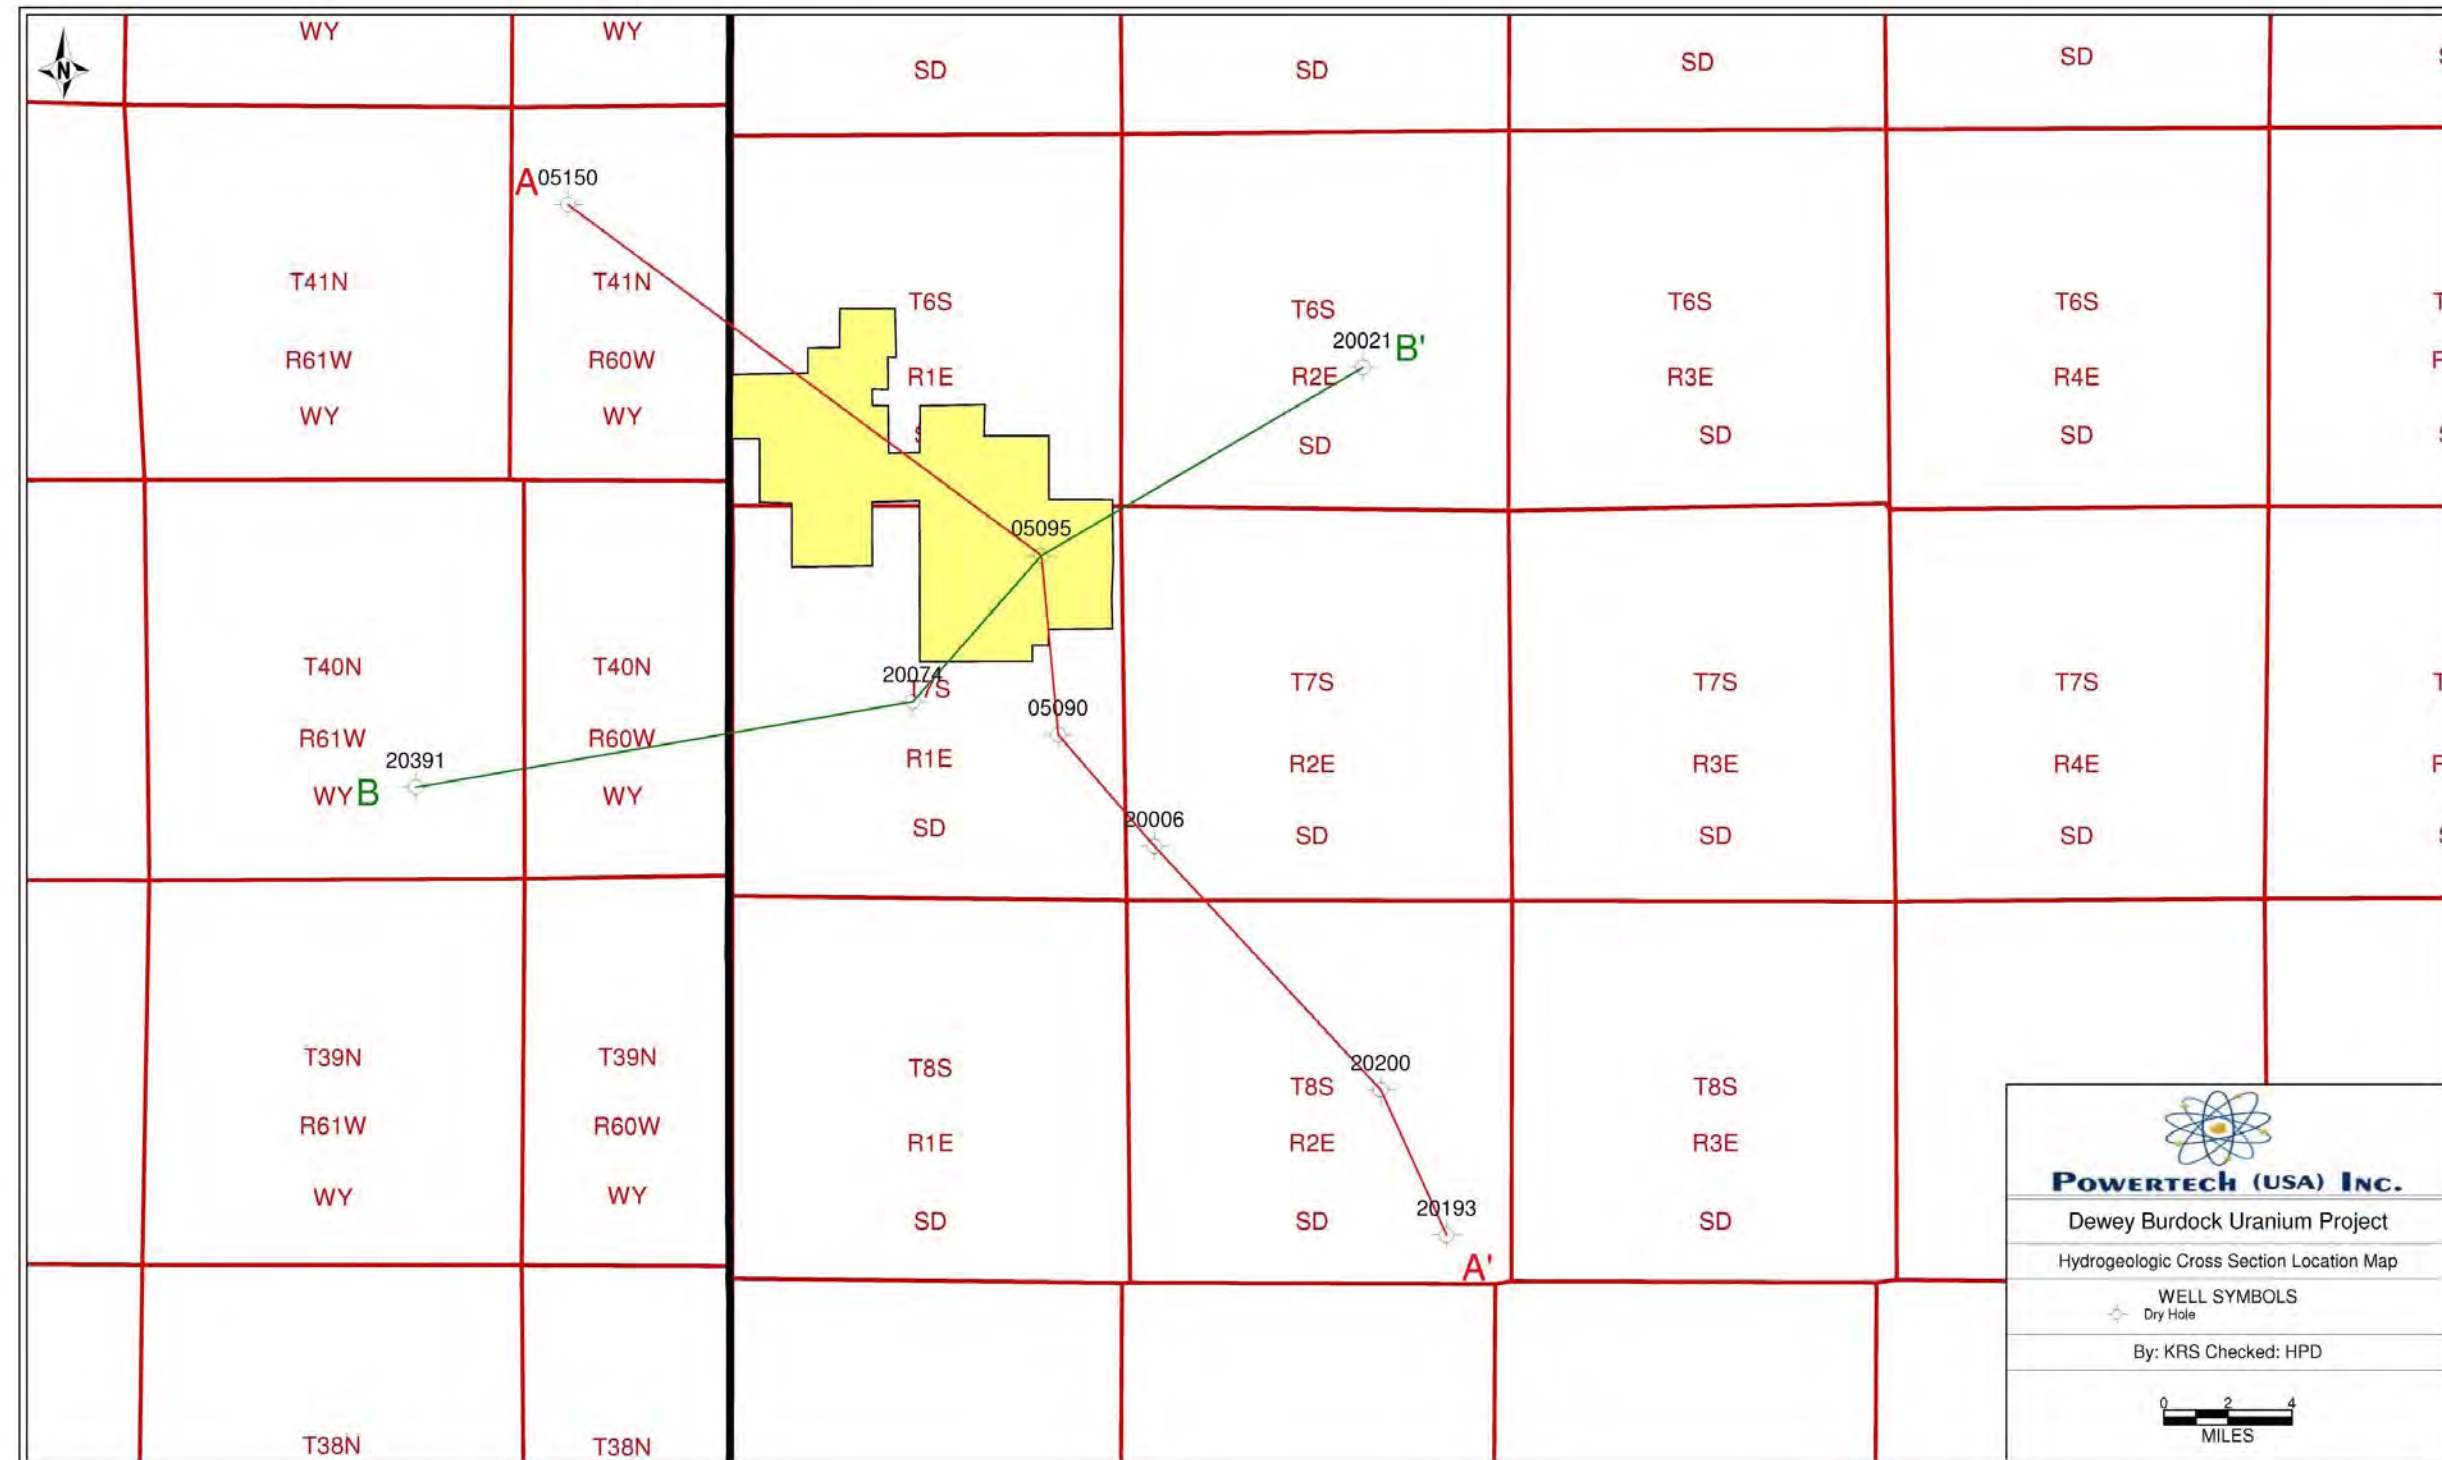 WY
WY
SD
SD
SD
SD
N
A
05150
T41N
R61W
WY
T41N
R60W
WY
T6S
R1E
T6S
20021
B'
R2E
SD
T6S
R3E
SD
T6S
R4E
SD
05095
T40N
R61W
20391
WY
B
T40N
R60W
WY
20074
T7S
05090
R1E
SD
20006
T7S
R2E
SD
T7S
R3E
SD
T7S
R4E
SD
T39N
R61W
WY
T39N
R60W
WY
T8S
R1E
SD
20200
T8S
R2E
SD
20193
A'
T8S
R3E
SD
T38N
T38N
POWERTECH (USA) INC.
Dewey Burdock Uranium Project
Hydrogeologic Cross Section Location Map
WELL SYMBOLS
Dry Hole
By: KRS Checked: HPD
0 2 4
MILES